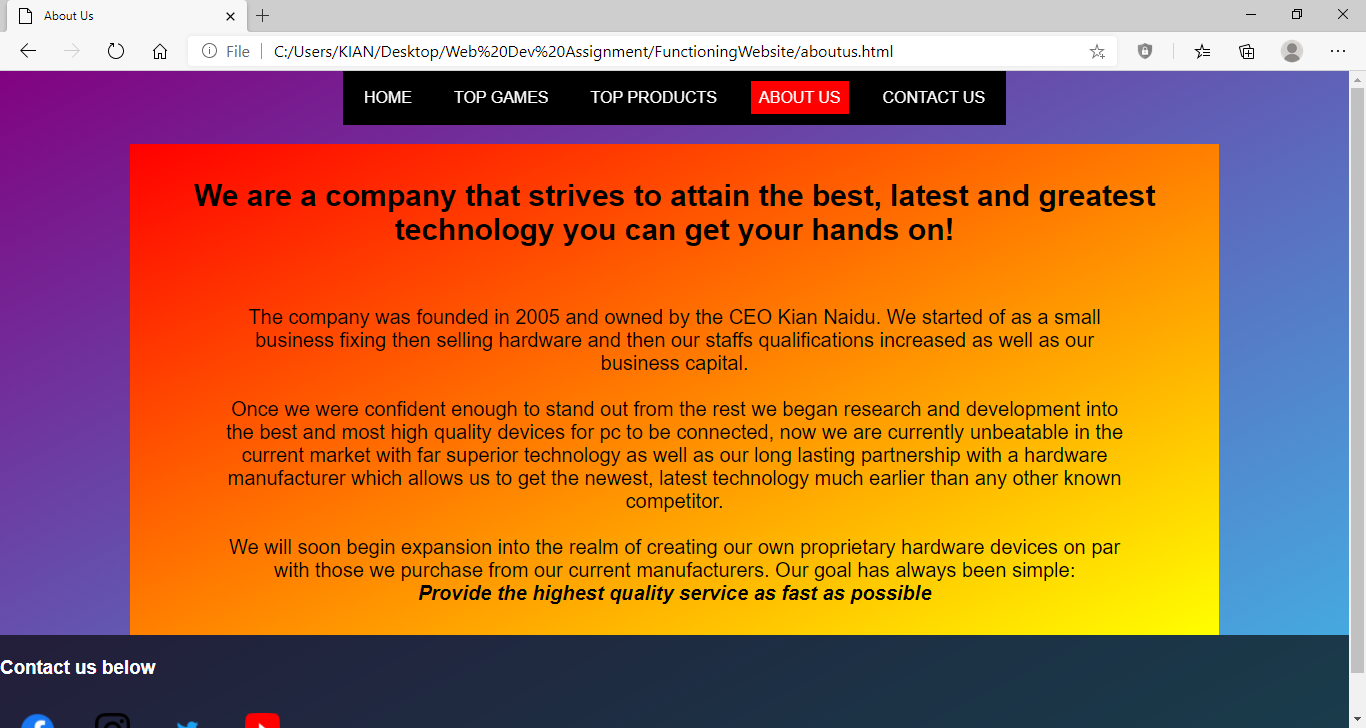 About Us
File
C:/Users/KIAN/Desktop/Web%20Dev%20Assignment/FunctioningWebsite/aboutus.html
HOME TOP GAMES TOP PRODUCTS ABOUT US CONTACT US
We are a company that strives to attain the best, latest and greatest
technology you can get your hands on!
The company was founded in 2005 and owned by the CEO Kian Naidu. We started of as a small
business fixing then selling hardware and then our staffs qualifications increased as well as our
business capital.
Once we were confident enough to stand out from the rest we began research and development into
the best and most high quality devices for pc to be connected, now we are currently unbeatable in the
current market with far superior technology as well as our long lasting partnership with a hardware
manufacturer which allows us to get the newest, latest technology much earlier than any other known
competitor.
We will soon begin expansion into the realm of creating our own proprietary hardware devices on par
with those we purchase from our current manufacturers. Our goal has always been simple:
Provide the highest quality service as fast as possible
Contact us below